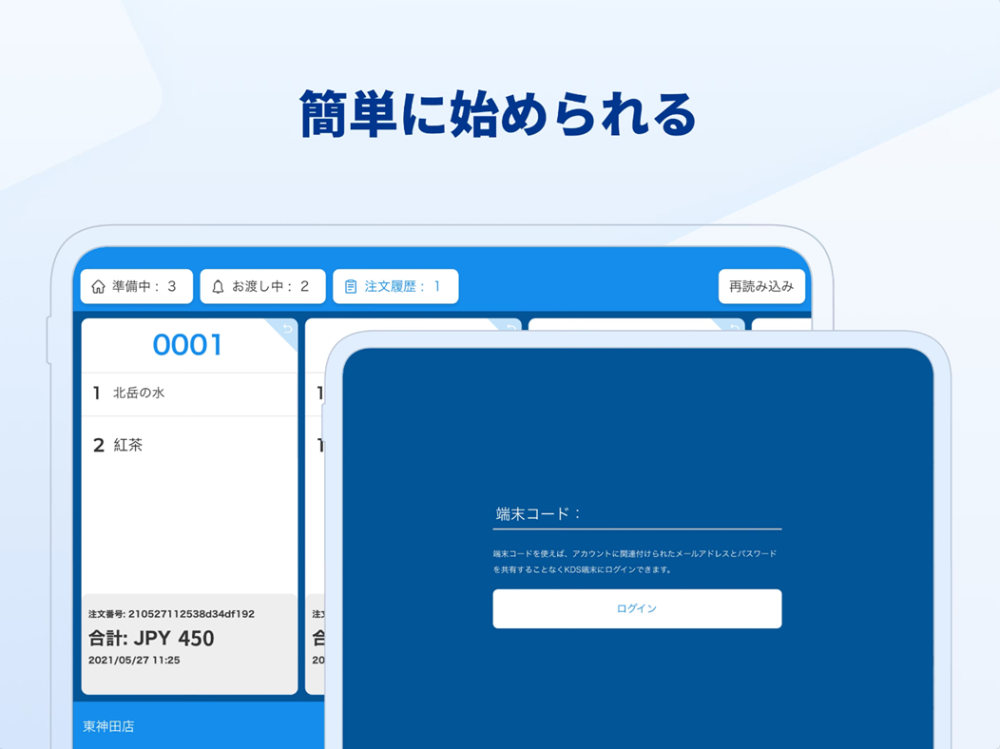 簡単に始められる
準備中： 3
お渡し中： 2
注文履歴： 1
再読み込み
0001
1 北岳の水
2 紅茶
注文番号: 210527112538d34df192
合計: JPY 450
2021/05/27 11:25
東神田店
1
1
注
合
20
端末コード：
端末コードを使えば、アカウントに関連付けられたメールアドレスとパスワード
を共有することなくKDS端末にログインできます。
ログイン